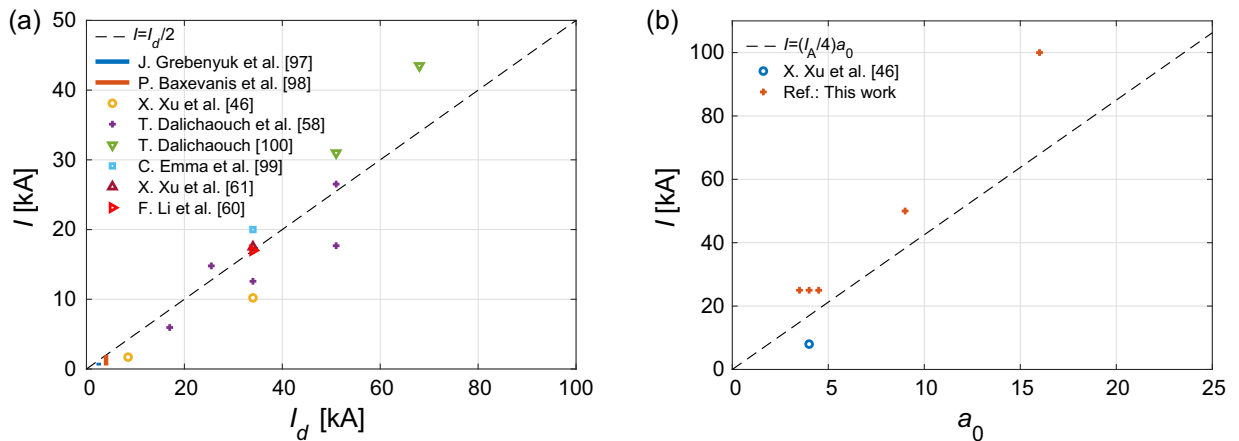 (a)
50
40
30
20
10
0
I [kA]
I=I_d/2
J. Grebenyuk et al. [97]
P. Baxevanis et al. [98]
X. Xu et al. [46]
T. Dalichaouch et al. [58]
T. Dalichaouch [100]
C. Emma et al. [99]
X. Xu et al. [61]
F. Li et al. [60]
0 20 40 60 80 100
I_d [kA]
(b)
100
80
60
40
20
0
I [kA]
I=(I_A/4)a_0
X. Xu et al. [46]
Ref.: This work
0 5 10 15 20 25
a_0